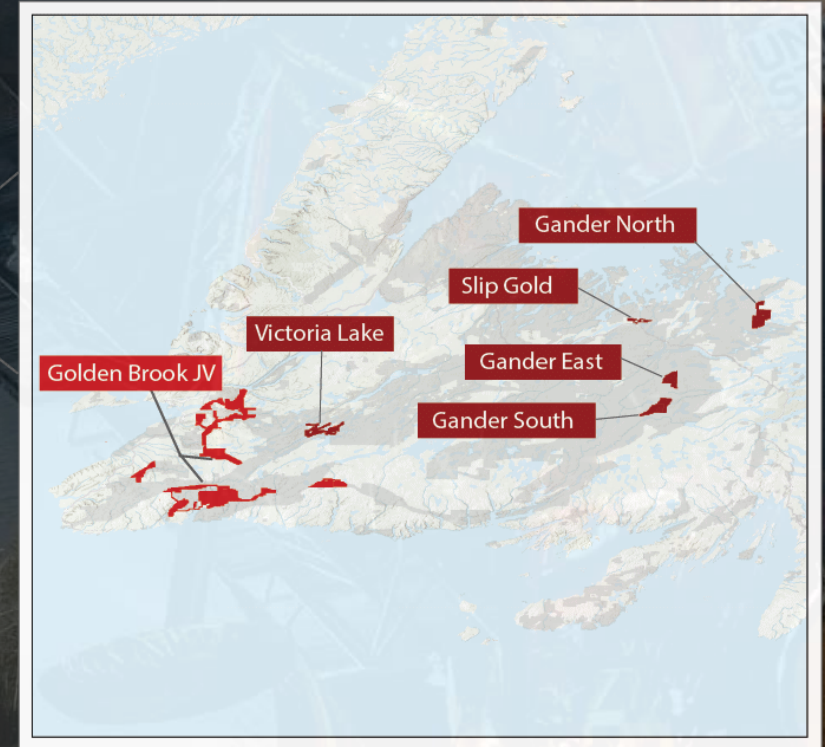 Gander North
Slip Gold
Victoria Lake
Gander East
Golden Brook JV
Gander South